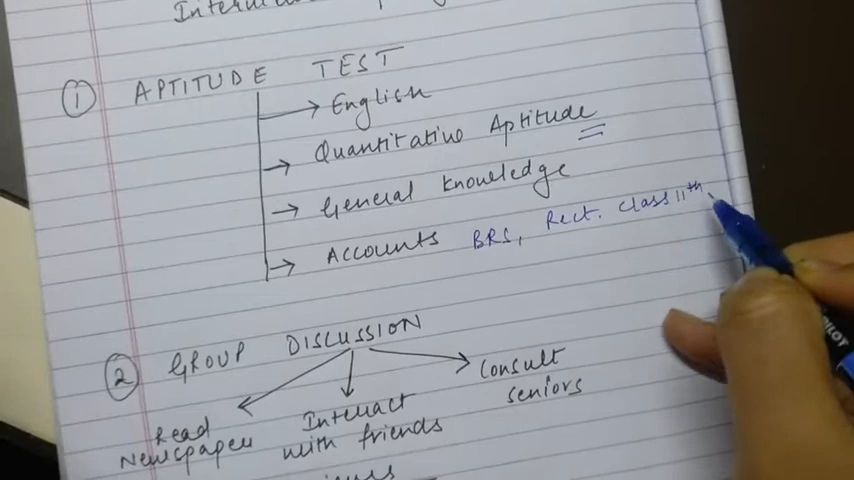 ① APTITUDE TEST
→ English
→ Quantitative Aptitude
→ General Knowledge
→ Accounts BRS, Rect. Class 11th
② GROUP DISCUSSION
Read Newspaper
Interact with friends
Consult seniors
PILOT